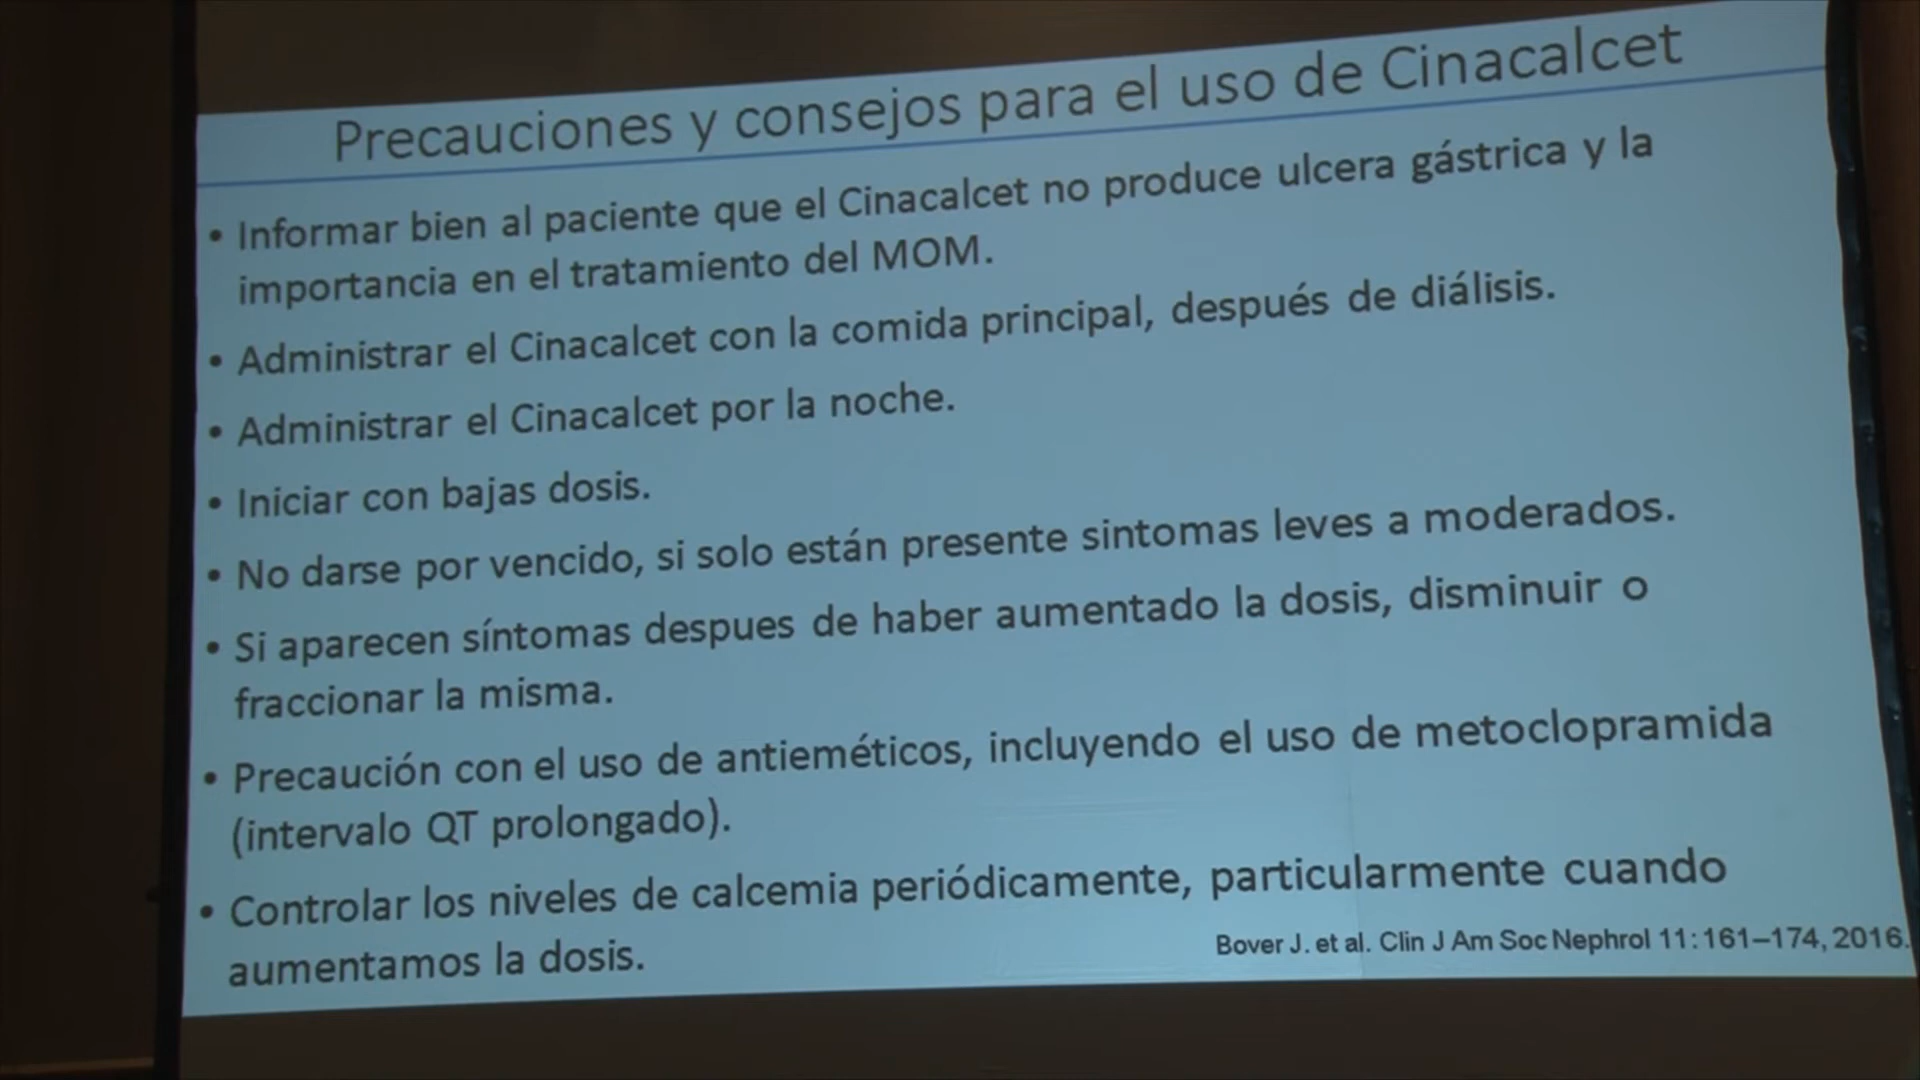 Precauciones y consejos para el uso de Cinacalcet
• Informar bien al paciente que el Cinacalcet no produce ulcera gástrica y la
importancia en el tratamiento del MOM.
• Administrar el Cinacalcet con la comida principal, después de diálisis.
• Administrar el Cinacalcet por la noche.
• Iniciar con bajas dosis.
• No darse por vencido, si solo están presente sintomas leves a moderados.
• Si aparecen síntomas despues de haber aumentado la dosis, disminuir o
fraccionar la misma.
• Precaución con el uso de antieméticos, incluyendo el uso de metoclopramida
(intervalo QT prolongado).
• Controlar los niveles de calcemia periódicamente, particularmente cuando
aumentamos la dosis.
Bover J. et al. Clin J Am Soc Nephrol 11:161–174, 2016.